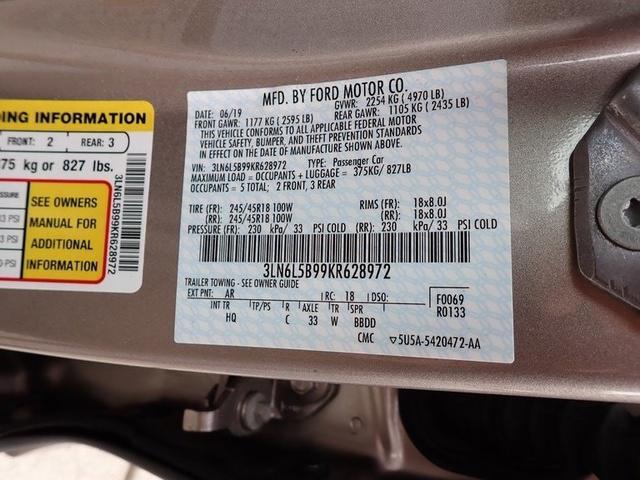 DING INFORMATION
FRONT: 2 REAR: 3
75 kg or 827 lbs.
SEE OWNERS
MANUAL FOR
ADDITIONAL
INFORMATION
3LN6L5B99KR628972
MFD. BY FORD MOTOR CO.
DATE: 06/19 GVWR: 2254 KG ( 4970 LB)
FRONT GAWR: 1177 KG ( 2595 LB) REAR GAWR: 1105 KG ( 2435 LB)
THIS VEHICLE CONFORMS TO ALL APPLICABLE FEDERAL MOTOR
VEHICLE SAFETY, BUMPER, AND THEFT PREVENTION STANDARDS
IN EFFECT ON THE DATE OF MANUFACTURE SHOWN ABOVE.
VIN: 3LN6L5B99KR628972 TYPE: Passenger Car
MAXIMUM LOAD = OCCUPANTS + LUGGAGE = 375KG/ 827LB
OCCUPANTS = 5 TOTAL; 2 FRONT, 3 REAR
TIRE (FR): 245/45R18 100W RIMS (FR): 18x8.0J
(RR): 245/45R18 100W (RR): 18x8.0J
PRESSURE (FR): 230 kPa/ 33 PSI COLD (RR): 230 kPa/ 33 PSI COLD
3LN6L5B99KR628972
TRAILER TOWING - SEE OWNER GUIDE
EXT PNT: AR RC: 18 DSO: F0069
INT TR TP/PS R AXLE TR SPR R0133
HQ C 33 W BBDD
CMC ▽5U5A-5420472-AA